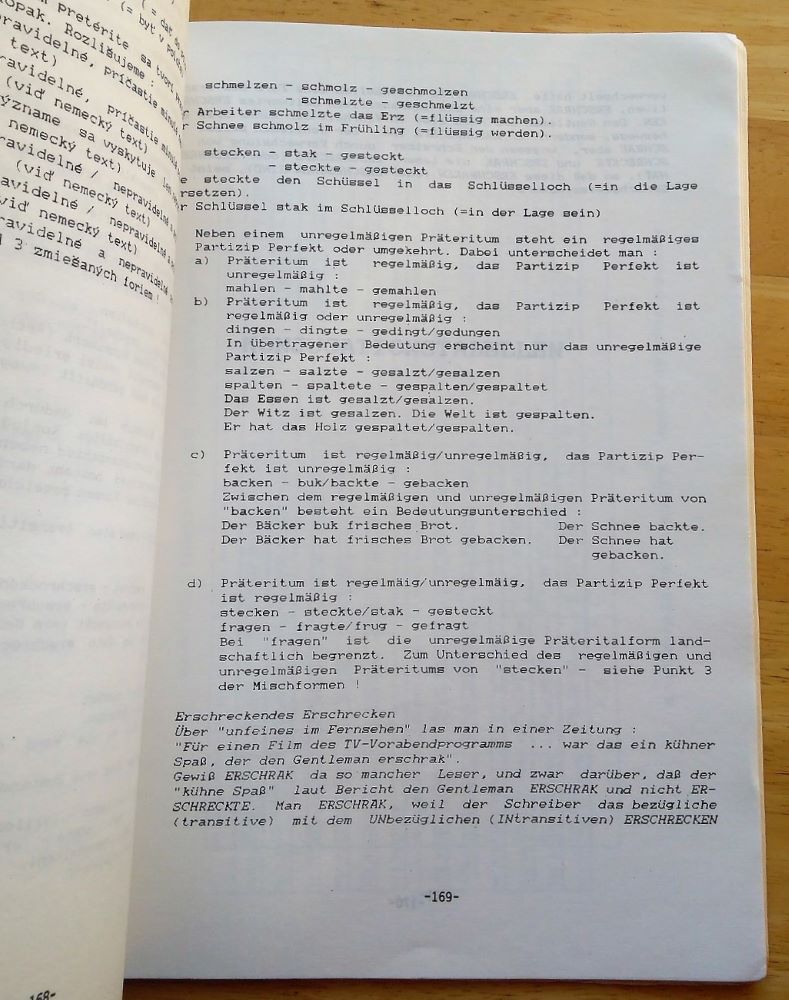 (= dať do
(= byť v
pretérite sa tvorí
opak. Rozlišujeme :
pravidelné, príčastie
text)
pravidelné, príčastie
(viď nemecký text)
význame sa vyskytuje
nemecký text)
pravidelné / nepravidelné
(viď nemecký text)
pravidelné / nepravidelné
viď nemecký text)
pravidelné a nepravidelné
3 zmiešaných foriem !
168-
schmelzen - schmolz - geschmolzen
- schmelzte - geschmelzt
r Arbeiter schmelzte das Erz (=flüssig machen).
r Schnee schmolz im Frühling (=flüssig werden).
stecken - stak - gesteckt
- steckte - gesteckt
e steckte den Schüssel in das Schlüsselloch (=in die Lage
rsetzen).
r Schlüssel stak im Schlüsselloch (=in der Lage sein)
Neben einem unregelmäßigen Präteritum steht ein regelmäßiges
Partizip Perfekt oder umgekehrt. Dabei unterscheidet man :
a) Präteritum ist regelmäßig, das Partizip Perfekt ist
unregelmäßig :
mahlen - mahlte - gemahlen
b) Präteritum ist regelmäßig, das Partizip Perfekt ist
regelmäßig oder unregelmäßig :
dingen - dingte - gedingt/gedungen
In übertragener Bedeutung erscheint nur das unregelmäßige
Partizip Perfekt :
salzen - salzte - gesalzt/gesalzen
spalten - spaltete - gespalten/gespaltet
Das Essen ist gesalzt/gesalzen.
Der Witz ist gesalzen. Die Welt ist gespalten.
Er hat das Holz gespaltet/gespalten.
c) Präteritum ist regelmäßig/unregelmäßig, das Partizip Per-
fekt ist unregelmäßig :
backen - buk/backte - gebacken
Zwischen dem regelmäßigen und unregelmäßigen Präteritum von
"backen" besteht ein Bedeutungsunterschied :
Der Bäcker buk frisches Brot. Der Schnee backte.
Der Bäcker hat frisches Brot gebacken. Der Schnee hat
gebacken.
d) Präteritum ist regelmäig/unregelmäig, das Partizip Perfekt
ist regelmäßig :
stecken - steckte/stak - gesteckt
fragen - fragte/frug - gefragt
Bei "fragen" ist die unregelmäßige Präteritalform land-
schaftlich begrenzt. Zum Unterschied des regelmäßigen und
unregelmäßigen Präteritums von "stecken" - siehe Punkt 3
der Mischformen !
Erschreckendes Erschrecken
Über "unfeines im Fernsehen" las man in einer Zeitung :
"Für einen Film des TV-Vorabendprogramms ... war das ein kühner
Spaß, der den Gentleman erschrak".
Gewiß ERSCHRAK da so mancher Leser, und zwar darüber, daß der
"kühne Spaß" laut Bericht den Gentleman ERSCHRAK und nicht ER-
SCHRECKTE. Man ERSCHRAK, weil der Schreiber das bezügliche
(transitive) mit dem UNbezüglichen (INtransitiven) ERSCHRECKEN
-169-